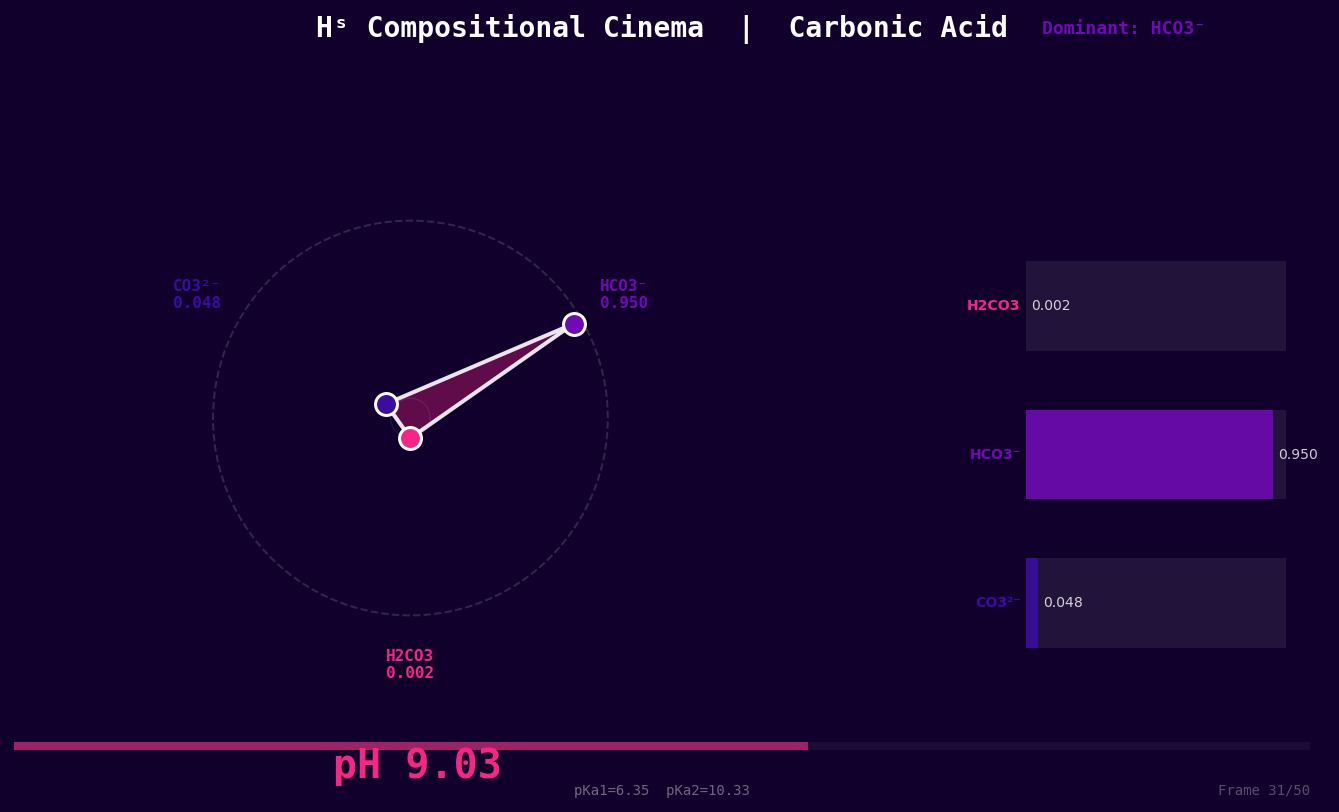 Hˢ Compositional Cinema | Carbonic Acid Dominant: HCO3⁻
CO3²⁻
0.048
HCO3⁻
0.950
H2CO3
0.002
H2CO3 0.002
HCO3⁻ 0.950
CO3²⁻ 0.048
pH 9.03
pKa1=6.35 pKa2=10.33
Frame 31/50